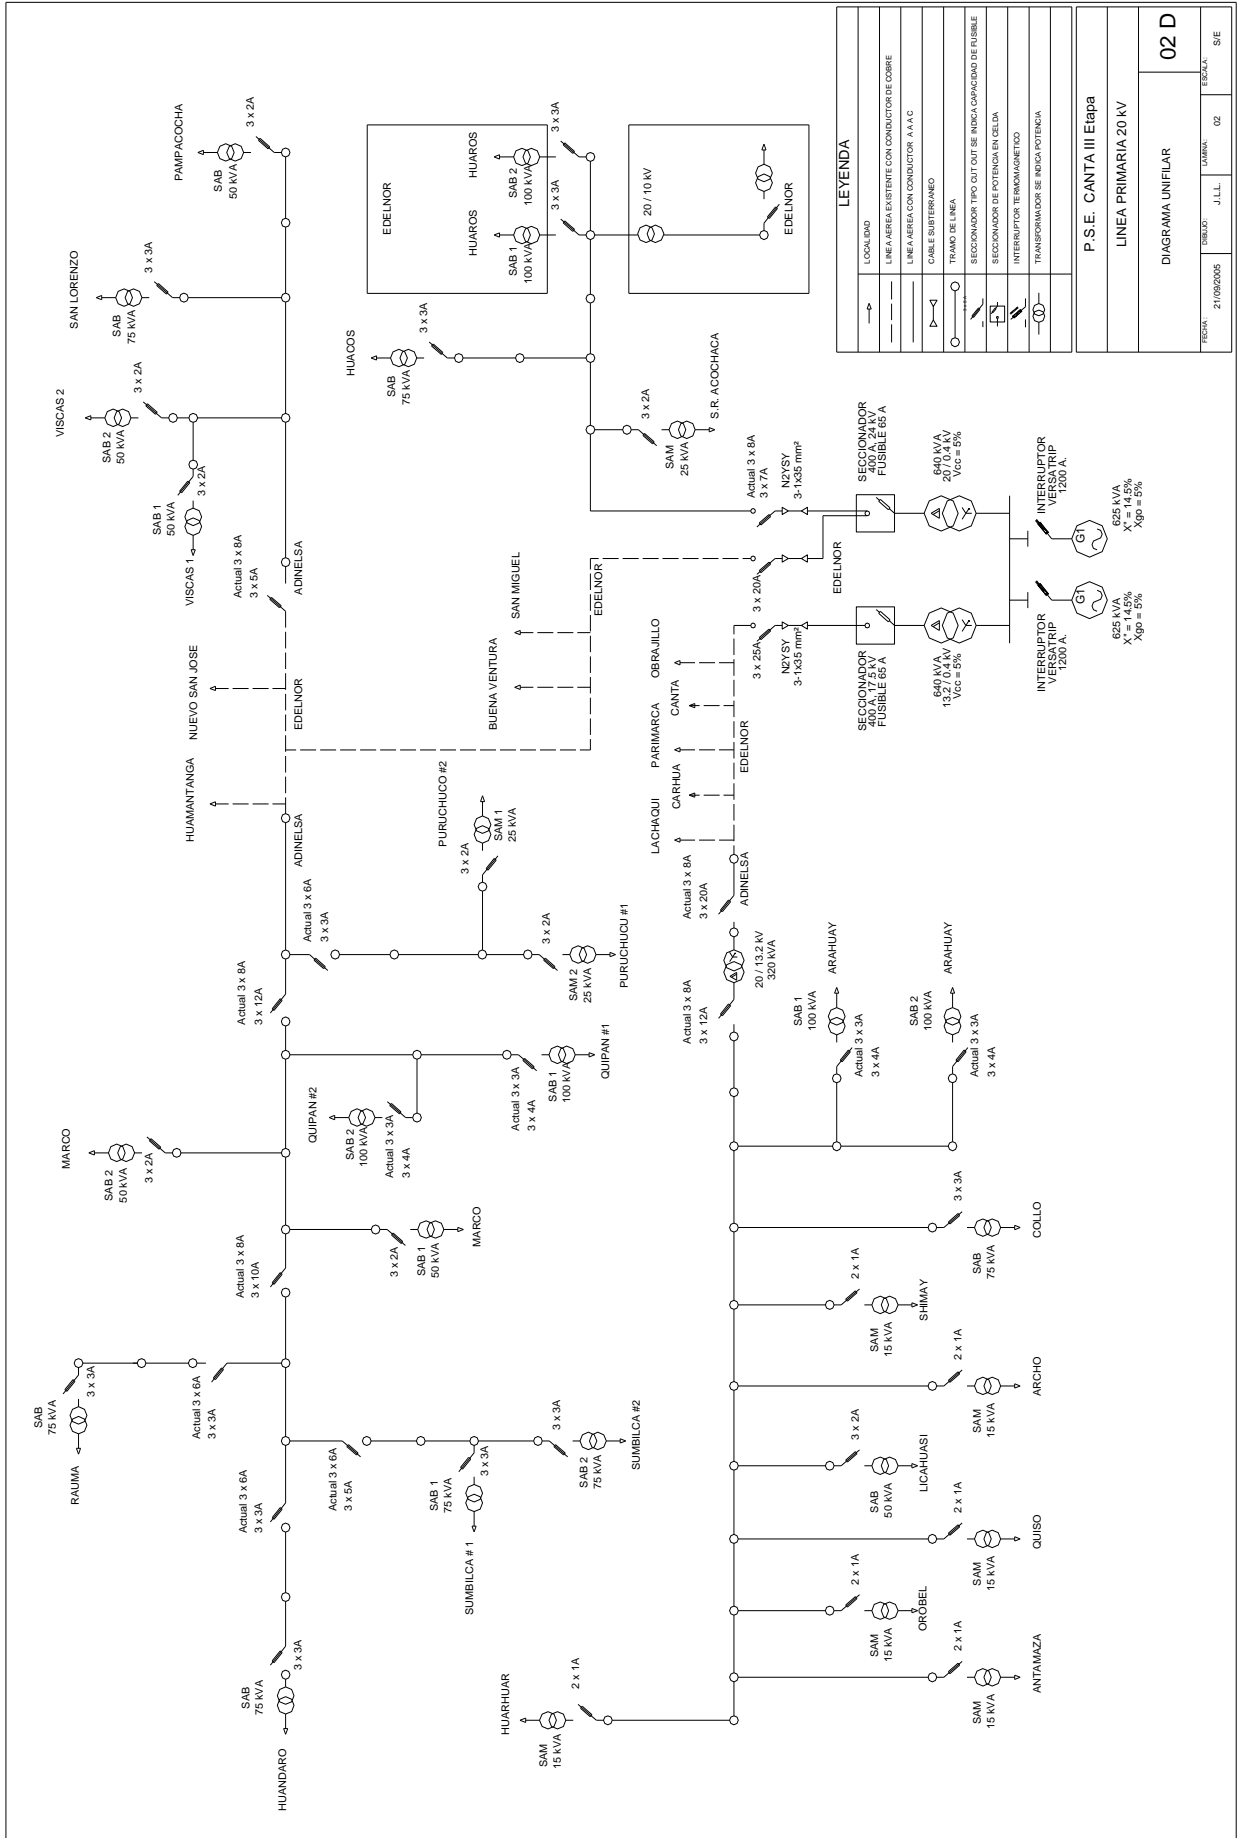 HUANDARO
SAB
75 kVA
3 x 3A
RAUMA
SAB
75 kVA
3 x 3A
Actual 3 x 6A
3 x 3A
Actual 3 x 6A
3 x 3A
Actual 3 x 6A
3 x 5A
SUMBILCA # 1
SAB 1
75 kVA
3 x 3A
3 x 3A
SAB 2
75 kVA
SUMBILCA #2
Actual 3 x 8A
3 x 10A
MARCO
SAB 2
50 kVA
3 x 2A
3 x 2A
SAB 1
50 kVA
MARCO
QUIPAN #2
SAB 2
100 kVA
Actual 3 x 3A
3 x 4A
Actual 3 x 3A
3 x 4A
SAB 1
100 kVA
QUIPAN #1
Actual 3 x 8A
3 x 12A
Actual 3 x 6A
3 x 3A
PURUCHUCO #2
3 x 2A
SAM 1
25 kVA
3 x 2A
SAM 2
25 kVA
PURUCHUCU #1
HUAMANTANGA
ADINELSA
NUEVO SAN JOSE
EDELNOR
Actual 3 x 8A
3 x 5A
ADINELSA
VISCAS 1
SAB 1
50 kVA
3 x 2A
VISCAS 2
SAB 2
50 kVA
3 x 2A
SAN LORENZO
SAB
75 kVA
3 x 3A
PAMPACOCHA
SAB
50 kVA
3 x 2A
BUENA VENTURA
SAN MIGUEL
EDELNOR
HUACOS
SAB
75 kVA
3 x 3A
3 x 2A
SAM
25 kVA
S.R. ACOCHACA
EDELNOR
HUAROS
HUAROS
SAB 1
100 kVA
3 x 3A
SAB 2
100 kVA
3 x 3A
20 / 10 kV
EDELNOR
HUARHUAR
SAM
15 kVA
2 x 1A
2 x 1A
SAM
15 kVA
ANTAMAZA
2 x 1A
SAM
15 kVA
OROBEL
2 x 1A
SAM
15 kVA
QUISO
3 x 2A
SAB
50 kVA
LICAHUASI
2 x 1A
SAM
15 kVA
ARCHO
2 x 1A
SAM
15 kVA
SHIMAY
3 x 3A
SAB
75 kVA
COLLO
SAB 1
100 kVA
ARAHUAY
Actual 3 x 3A
3 x 4A
SAB 2
100 kVA
ARAHUAY
Actual 3 x 3A
3 x 4A
Actual 3 x 8A
3 x 12A
20 / 13.2 kV
320 kVA
Actual 3 x 8A
3 x 20A
ADINELSA
LACHAQUI
CARHUA
PARIMARCA
CANTA
OBRAJILLO
EDELNOR
3 x 25A
N2YSY
3-1x35 mm²
3 x 20A
EDELNOR
Actual 3 x 8A
3 x 7A
N2YSY
3-1x35 mm²
SECCIONADOR
400 A, 17.5 kV
FUSIBLE 65 A
SECCIONADOR
400 A, 24 kV
FUSIBLE 65 A
640 kVA
13.2 / 0.4 kV
Vcc = 5%
640 kVA
20 / 0.4 kV
Vcc = 5%
INTERRUPTOR
VERSATRIP
1200 A.
INTERRUPTOR
VERSATRIP
1200 A.
G1
625 kVA
X" = 14.5%
Xgo = 5%
G1
625 kVA
X" = 14.5%
Xgo = 5%
LEYENDA
LOCALIDAD
LINEA AEREA EXISTENTE CON CONDUCTOR DE COBRE
LINEA AEREA CON CONDUCTOR A A A C
CABLE SUBTERRANEO
TRAMO DE LINEA
SECCIONADOR TIPO CUT OUT SE INDICA CAPACIDAD DE FUSIBLE
SECCIONADOR DE POTENCIA EN CELDA
INTERRUPTOR TERMOMAGNETICO
TRANSFORMADOR SE INDICA POTENCIA
P.S.E. CANTA III Etapa
LINEA PRIMARIA 20 kV
DIAGRAMA UNIFILAR
02 D
FECHA: 21/09/2005
DIBUJO: J.L.L.
LAMINA: 02
ESCALA: S/E